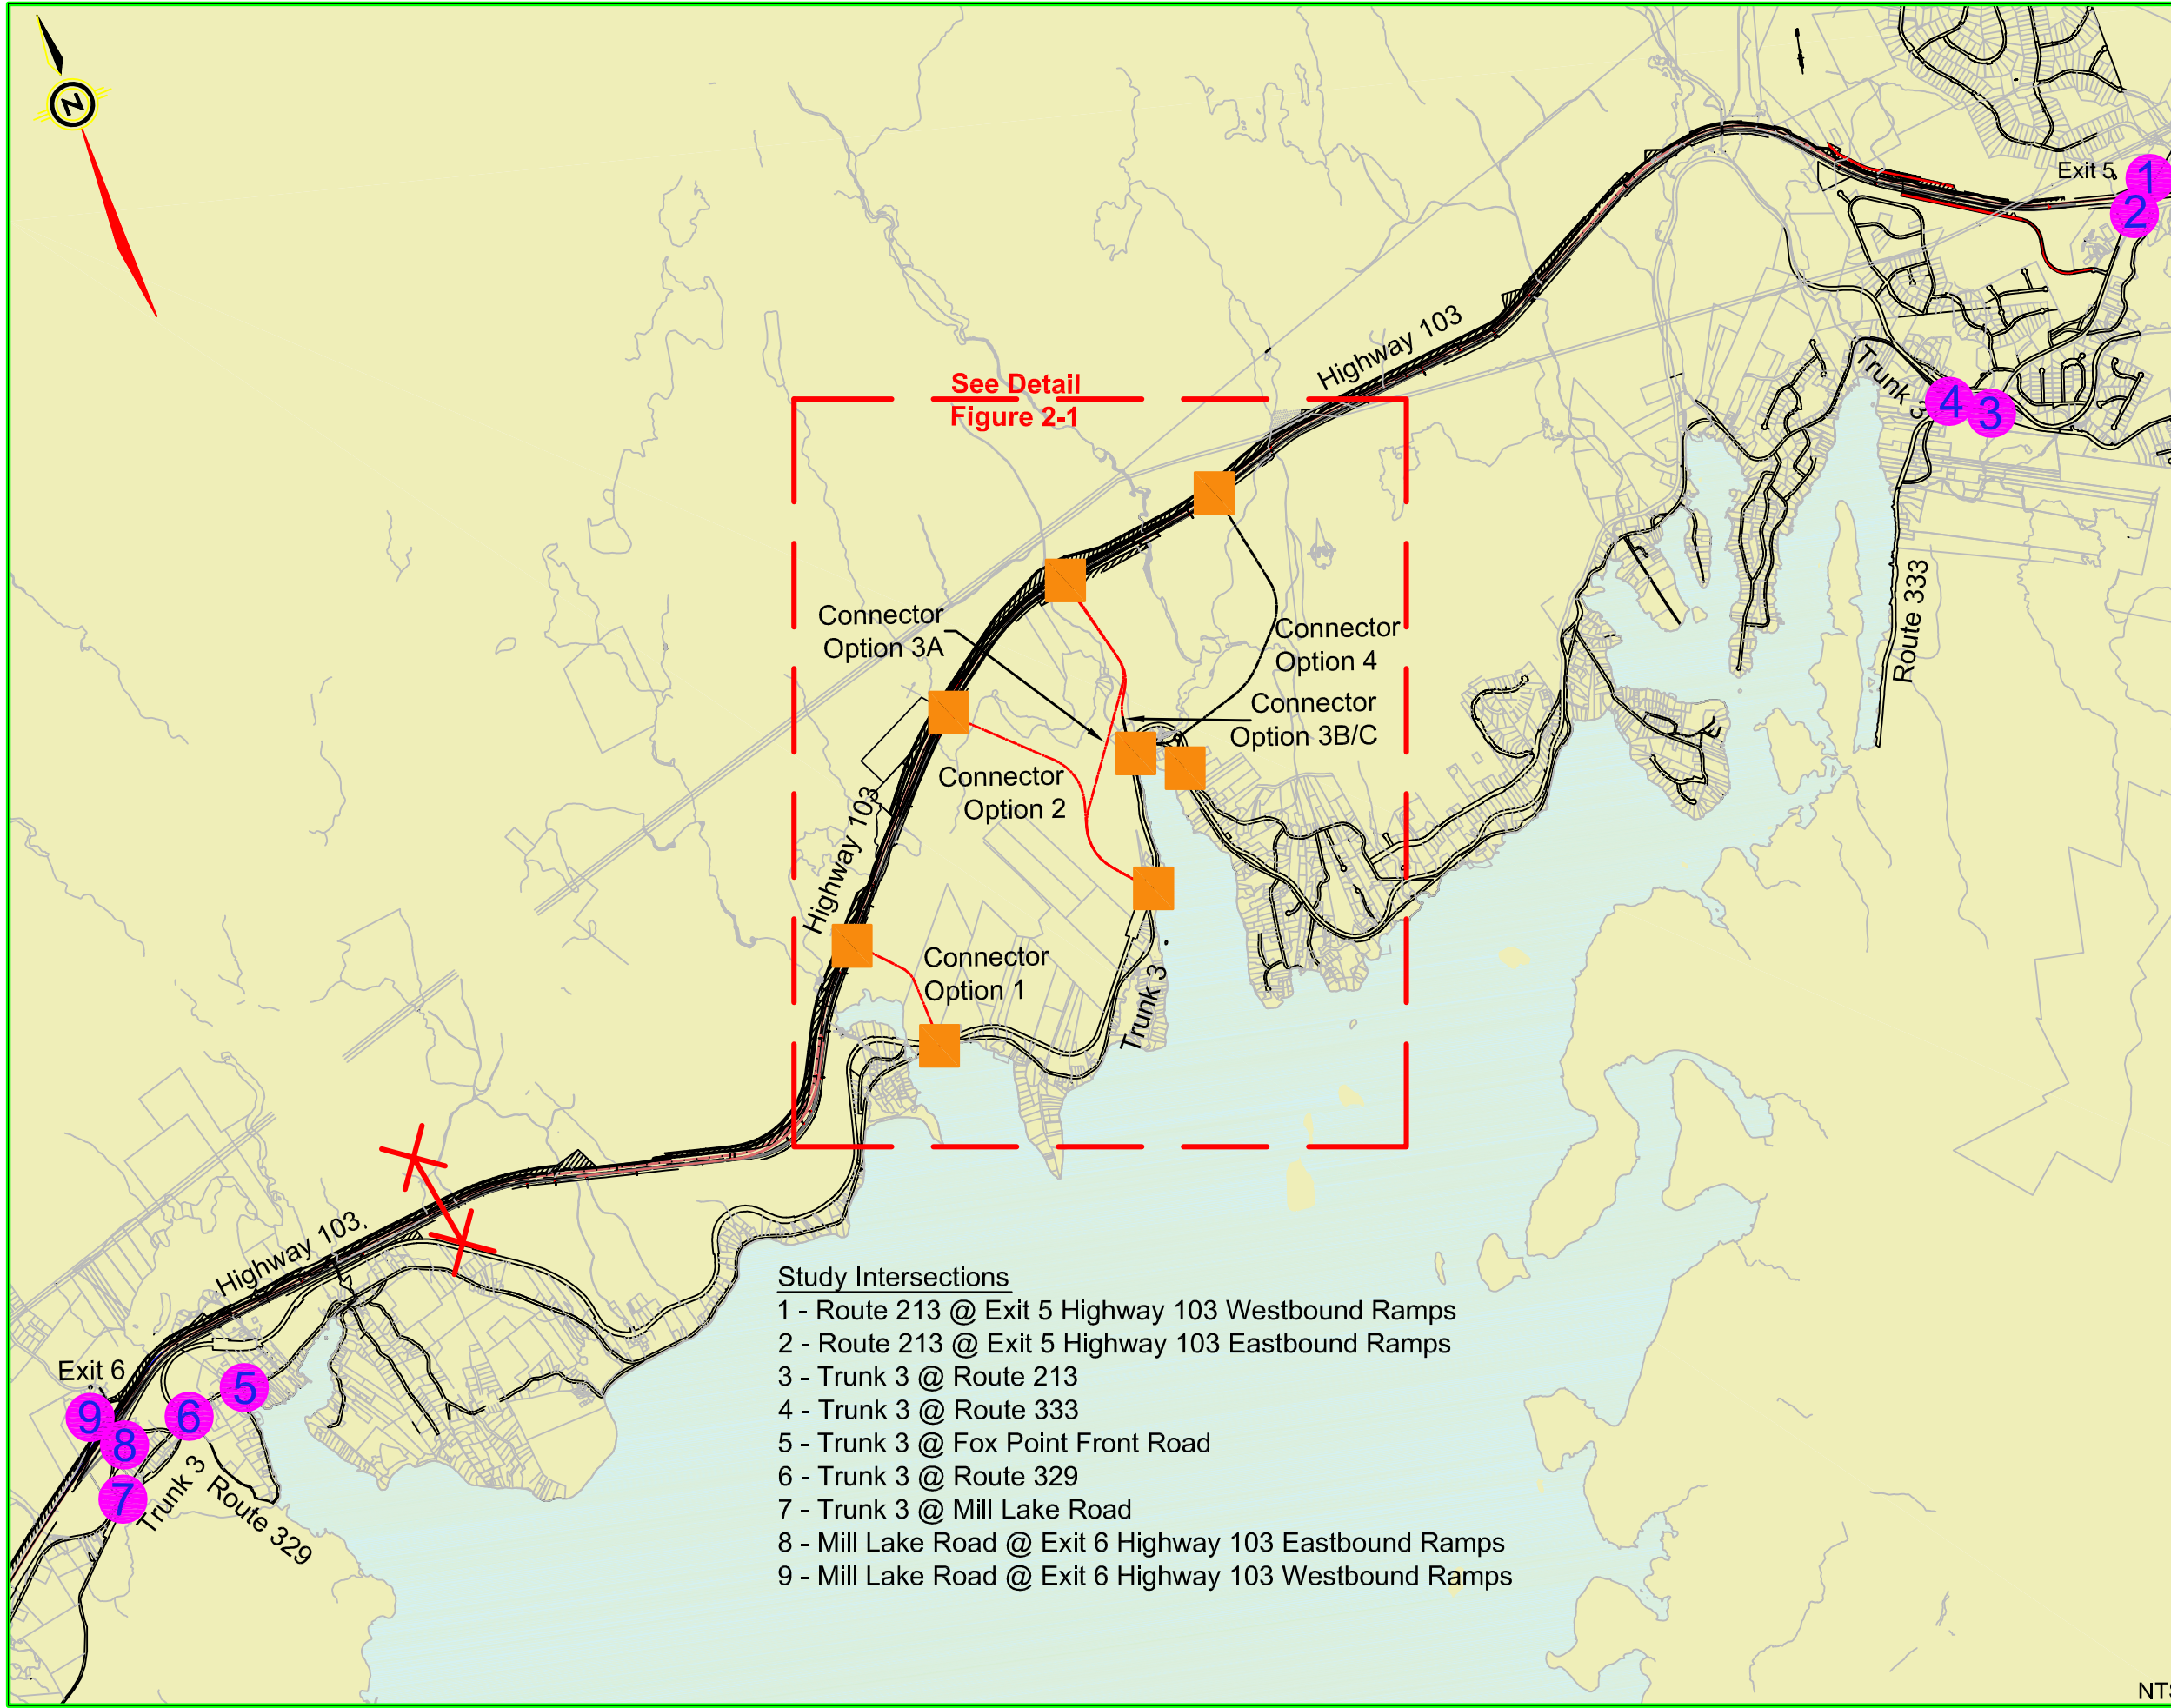 N
Exit 5
1
2
Highway 103
See Detail
Figure 2-1
Trunk 3
4
3
Route 333
Connector
Option 3A
Connector
Option 4
Connector
Option 3B/C
Connector
Option 2
Highway 103
Connector
Option 1
Trunk 3
Highway 103
Exit 6
5
6
9
8
7
Trunk 3
Route 329
Study Intersections
1 - Route 213 @ Exit 5 Highway 103 Westbound Ramps
2 - Route 213 @ Exit 5 Highway 103 Eastbound Ramps
3 - Trunk 3 @ Route 213
4 - Trunk 3 @ Route 333
5 - Trunk 3 @ Fox Point Front Road
6 - Trunk 3 @ Route 329
7 - Trunk 3 @ Mill Lake Road
8 - Mill Lake Road @ Exit 6 Highway 103 Eastbound Ramps
9 - Mill Lake Road @ Exit 6 Highway 103 Westbound Ramps